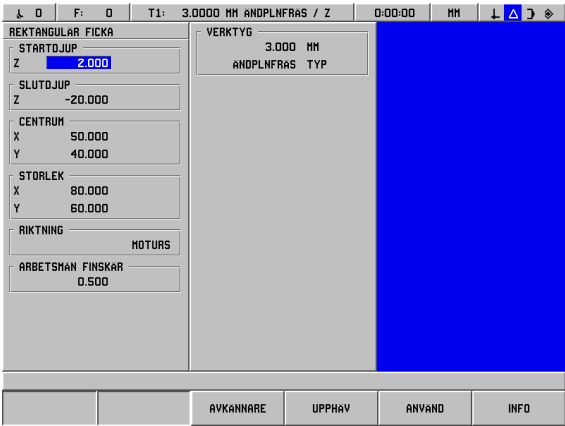 0 F: 0 T1: 3.0000 MM ANDPLNFRAS / Z 0:00:00 MM
REKTANGULAR FICKA
STARTDJUP
Z 2.000
SLUTDJUP
Z -20.000
CENTRUM
X 50.000
Y 40.000
STORLEK
X 80.000
Y 60.000
RIKTNING
MOTURS
ARBETSMAN FINSKAR
0.500
VERKTYG
3.000 MM
ANDPLNFRAS TYP
AVKANNARE UPPHAV ANVAND INFO